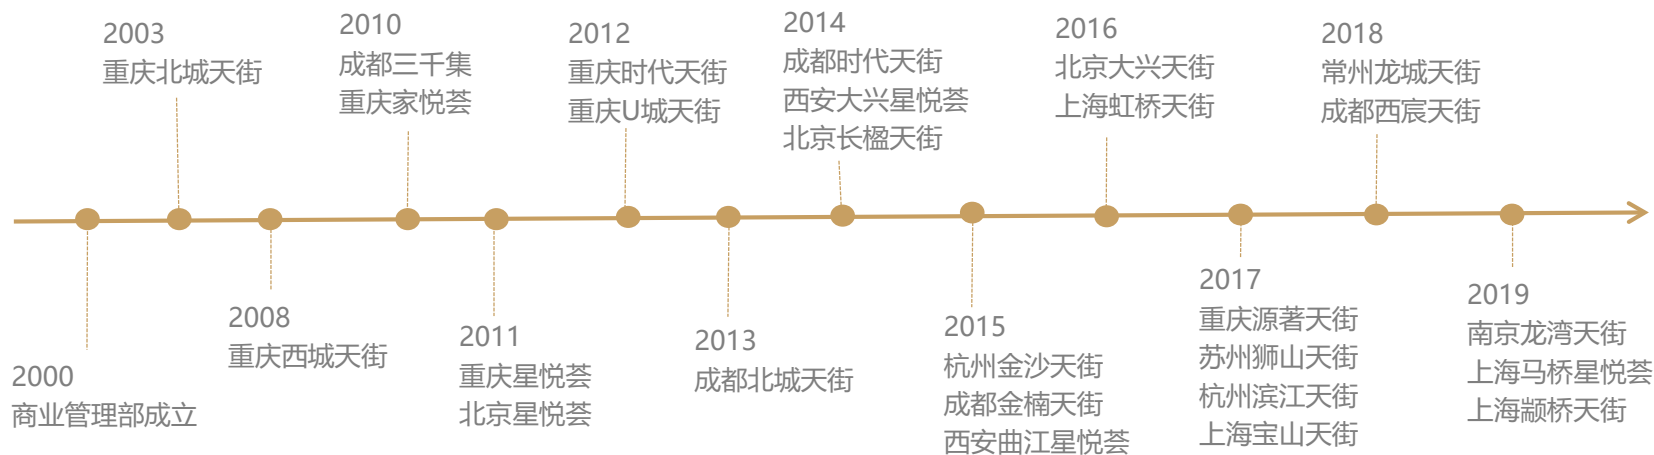 2000
商业管理部成立
2003
重庆北城天街
2008
重庆西城天街
2010
成都三千集
重庆家悦荟
2011
重庆星悦荟
北京星悦荟
2012
重庆时代天街
重庆U城天街
2013
成都北城天街
2014
成都时代天街
西安大兴星悦荟
北京长楹天街
2015
杭州金沙天街
成都金楠天街
西安曲江星悦荟
2016
北京大兴天街
上海虹桥天街
2017
重庆源著天街
苏州狮山天街
杭州滨江天街
上海宝山天街
2018
常州龙城天街
成都西宸天街
2019
南京龙湾天街
上海马桥星悦荟
上海颛桥天街